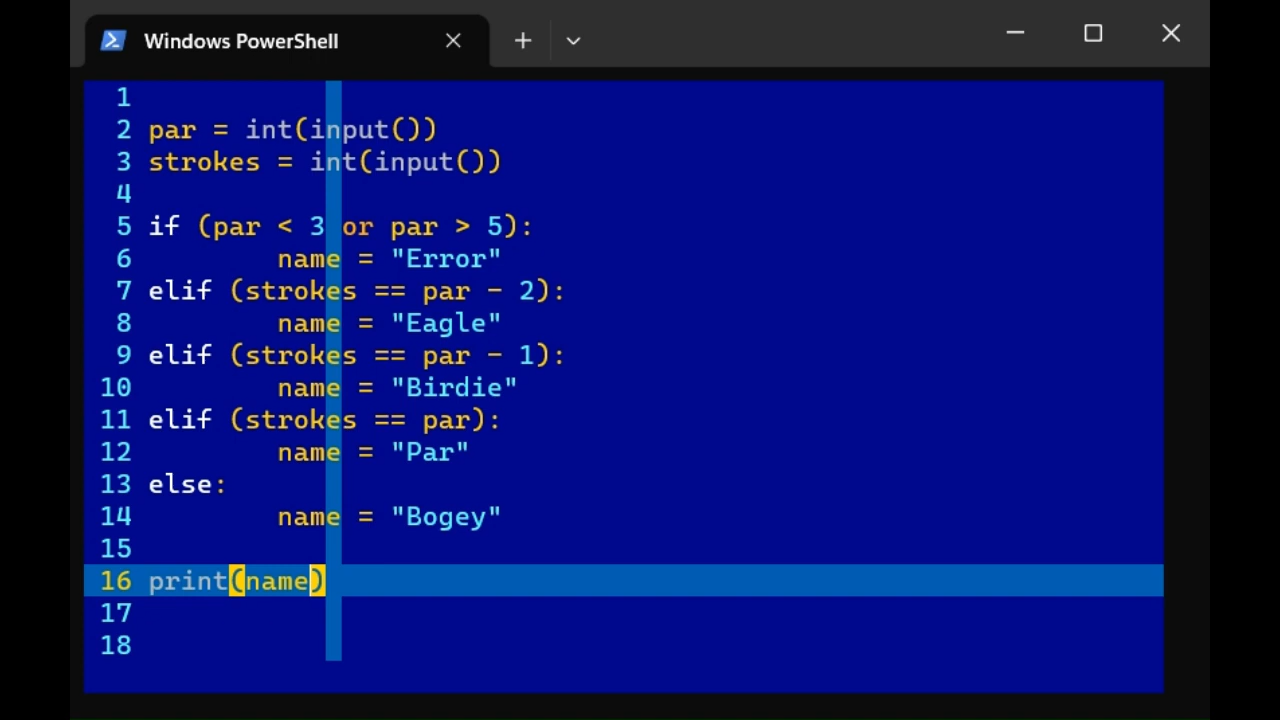 Windows PowerShell
1
2 par = int(input())
3 strokes = int(input())
4
5 if (par < 3 or par > 5):
6         name = "Error"
7 elif (strokes == par - 2):
8         name = "Eagle"
9 elif (strokes == par - 1):
10         name = "Birdie"
11 elif (strokes == par):
12         name = "Par"
13 else:
14         name = "Bogey"
15
16 print(name)
17
18